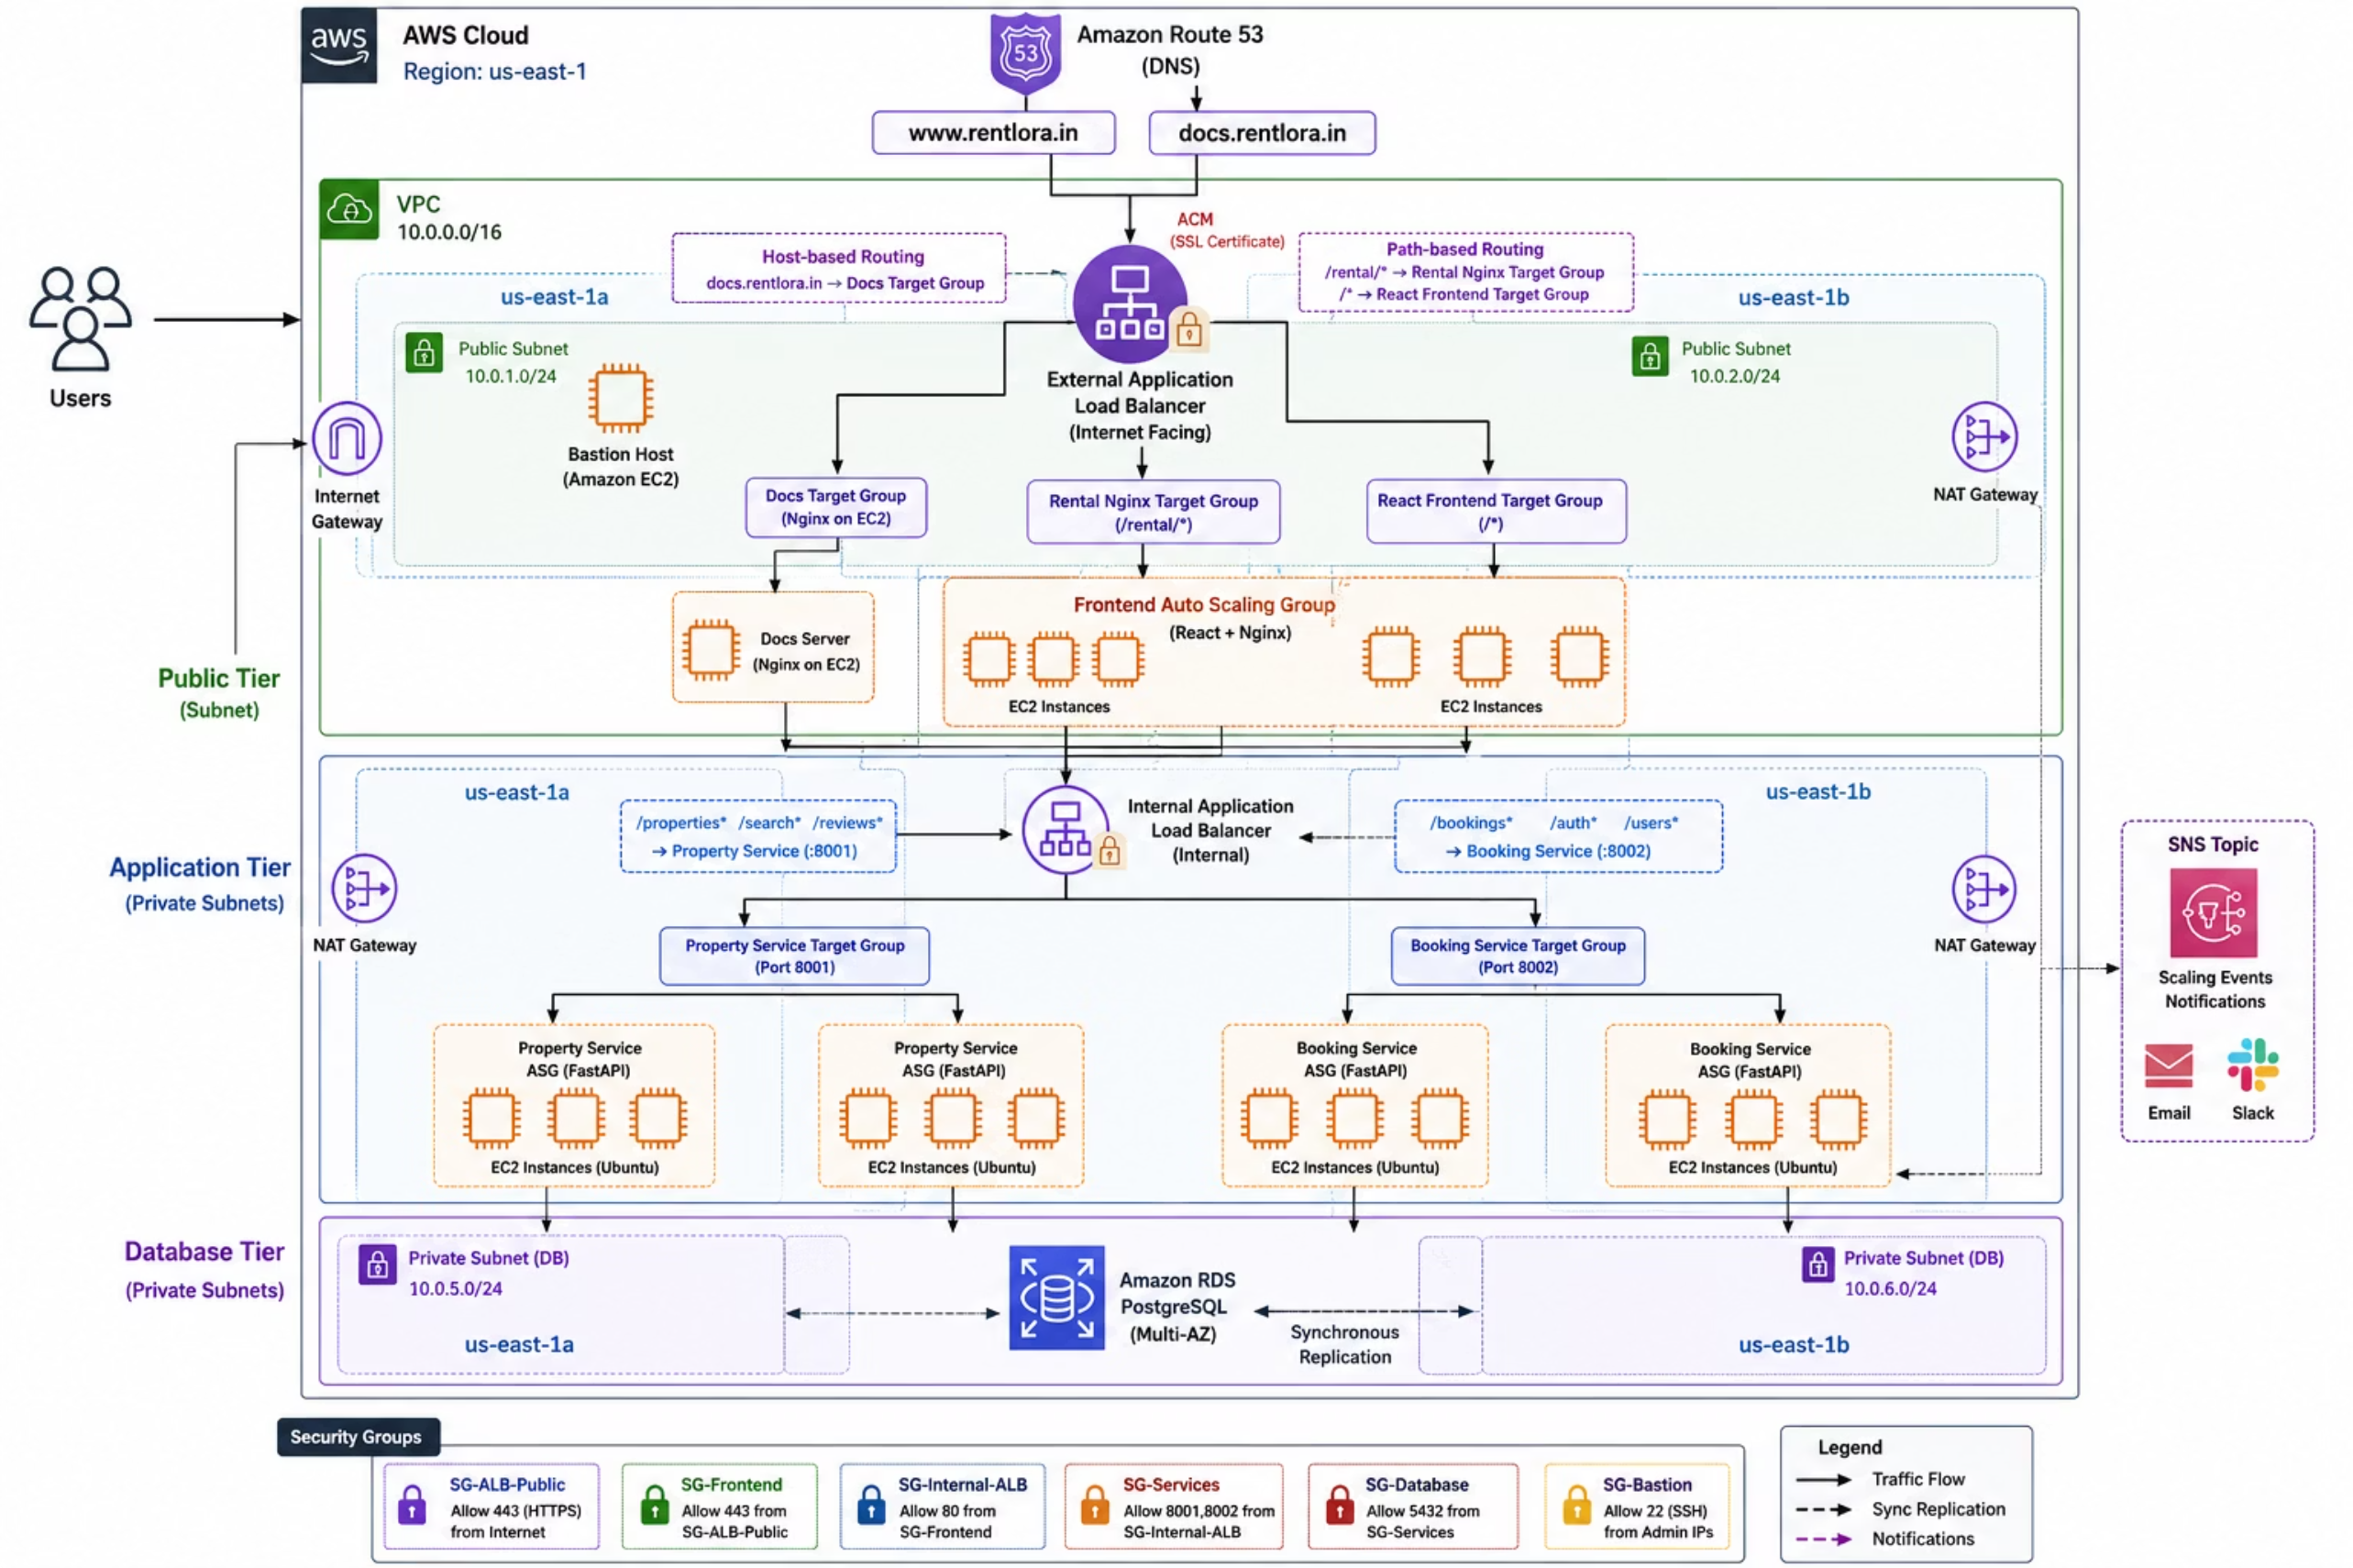 aws
AWS Cloud
Region: us-east-1
53
Amazon Route 53
(DNS)
www.rentlora.in
docs.rentlora.in
VPC
10.0.0.0/16
ACM
(SSL Certificate)
Host-based Routing
docs.rentlora.in → Docs Target Group
Path-based Routing
/rental/* → Rental Nginx Target Group
/* → React Frontend Target Group
us-east-1a
us-east-1b
Users
Public Subnet
10.0.1.0/24
Public Subnet
10.0.2.0/24
Bastion Host
(Amazon EC2)
External Application
Load Balancer
(Internet Facing)
Internet
Gateway
NAT Gateway
Docs Target Group
(Nginx on EC2)
Rental Nginx Target Group
(/rental/*)
React Frontend Target Group
(/*)
Docs Server
(Nginx on EC2)
Frontend Auto Scaling Group
(React + Nginx)
EC2 Instances
EC2 Instances
Public Tier
(Subnet)
us-east-1a
us-east-1b
/properties* /search* /reviews*
→ Property Service (:8001)
Internal Application
Load Balancer
(Internal)
/bookings* /auth* /users*
→ Booking Service (:8002)
Application Tier
(Private Subnets)
NAT Gateway
NAT Gateway
Property Service Target Group
(Port 8001)
Booking Service Target Group
(Port 8002)
Property Service
ASG (FastAPI)
EC2 Instances (Ubuntu)
Property Service
ASG (FastAPI)
EC2 Instances (Ubuntu)
Booking Service
ASG (FastAPI)
EC2 Instances (Ubuntu)
Booking Service
ASG (FastAPI)
EC2 Instances (Ubuntu)
SNS Topic
Scaling Events
Notifications
Email
Slack
Database Tier
(Private Subnets)
Private Subnet (DB)
10.0.5.0/24
us-east-1a
Amazon RDS
PostgreSQL
(Multi-AZ)
Synchronous
Replication
Private Subnet (DB)
10.0.6.0/24
us-east-1b
Security Groups
SG-ALB-Public
Allow 443 (HTTPS)
from Internet
SG-Frontend
Allow 443 from
SG-ALB-Public
SG-Internal-ALB
Allow 80 from
SG-Frontend
SG-Services
Allow 8001,8002 from
SG-Internal-ALB
SG-Database
Allow 5432 from
SG-Services
SG-Bastion
Allow 22 (SSH)
from Admin IPs
Legend
Traffic Flow
Sync Replication
Notifications